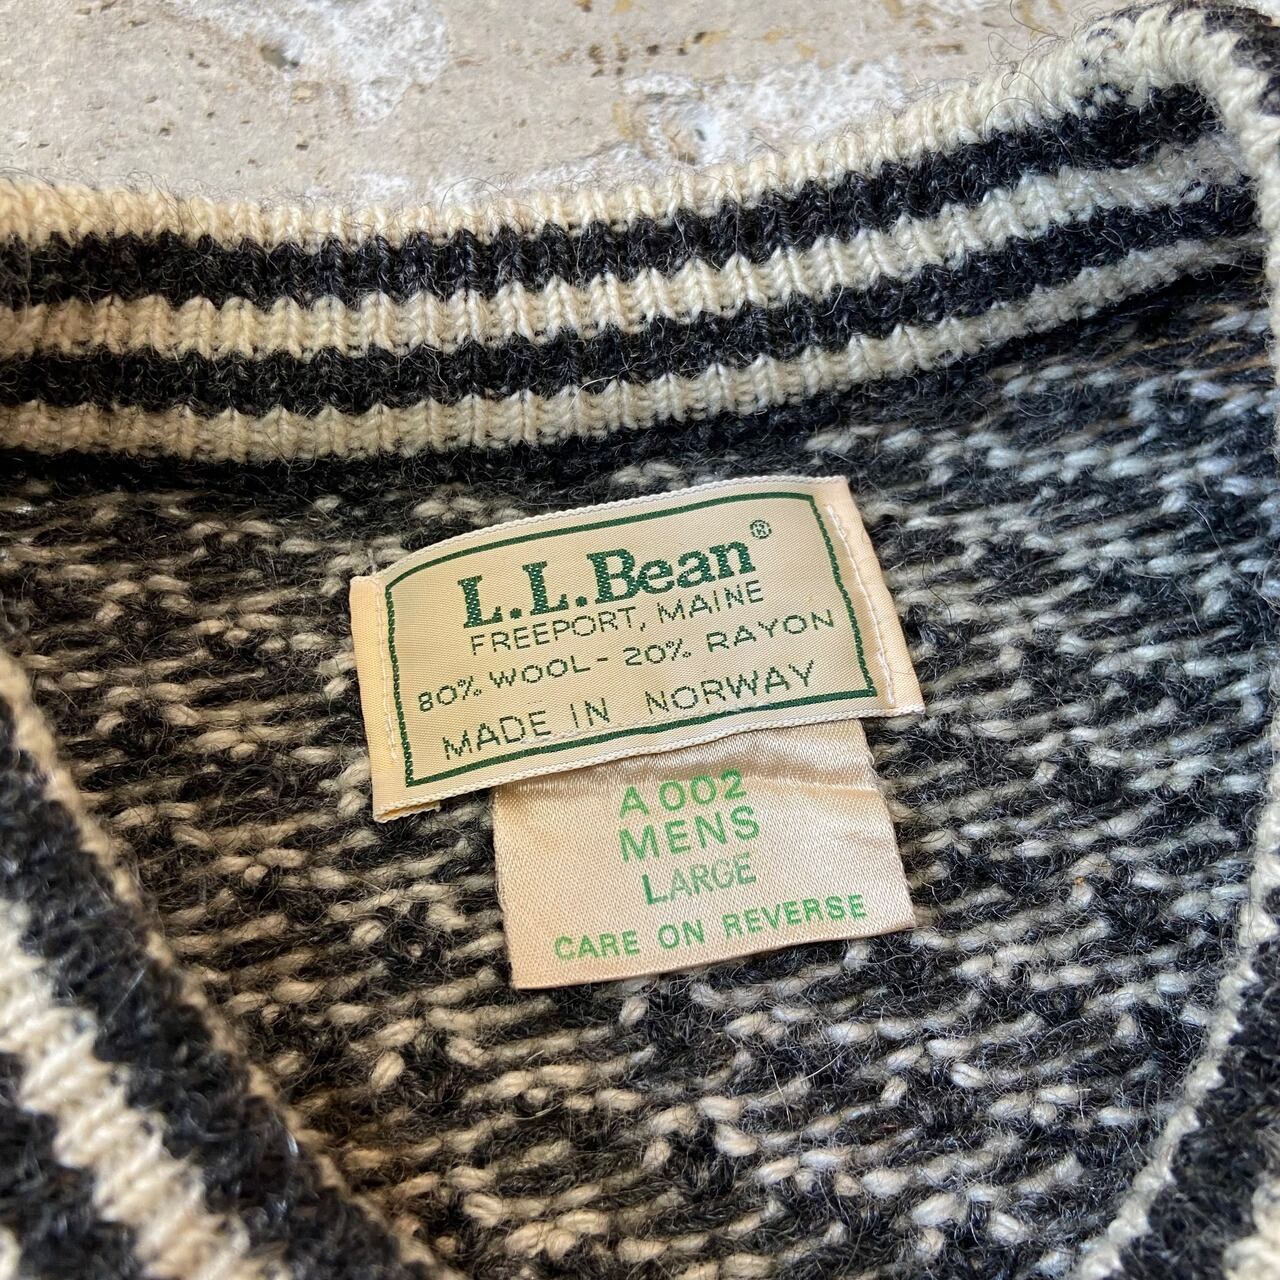 L.L.Bean®
FREEPORT, MAINE
80% WOOL - 20% RAYON
MADE IN NORWAY
A 002
MENS
LARGE
CARE ON REVERSE